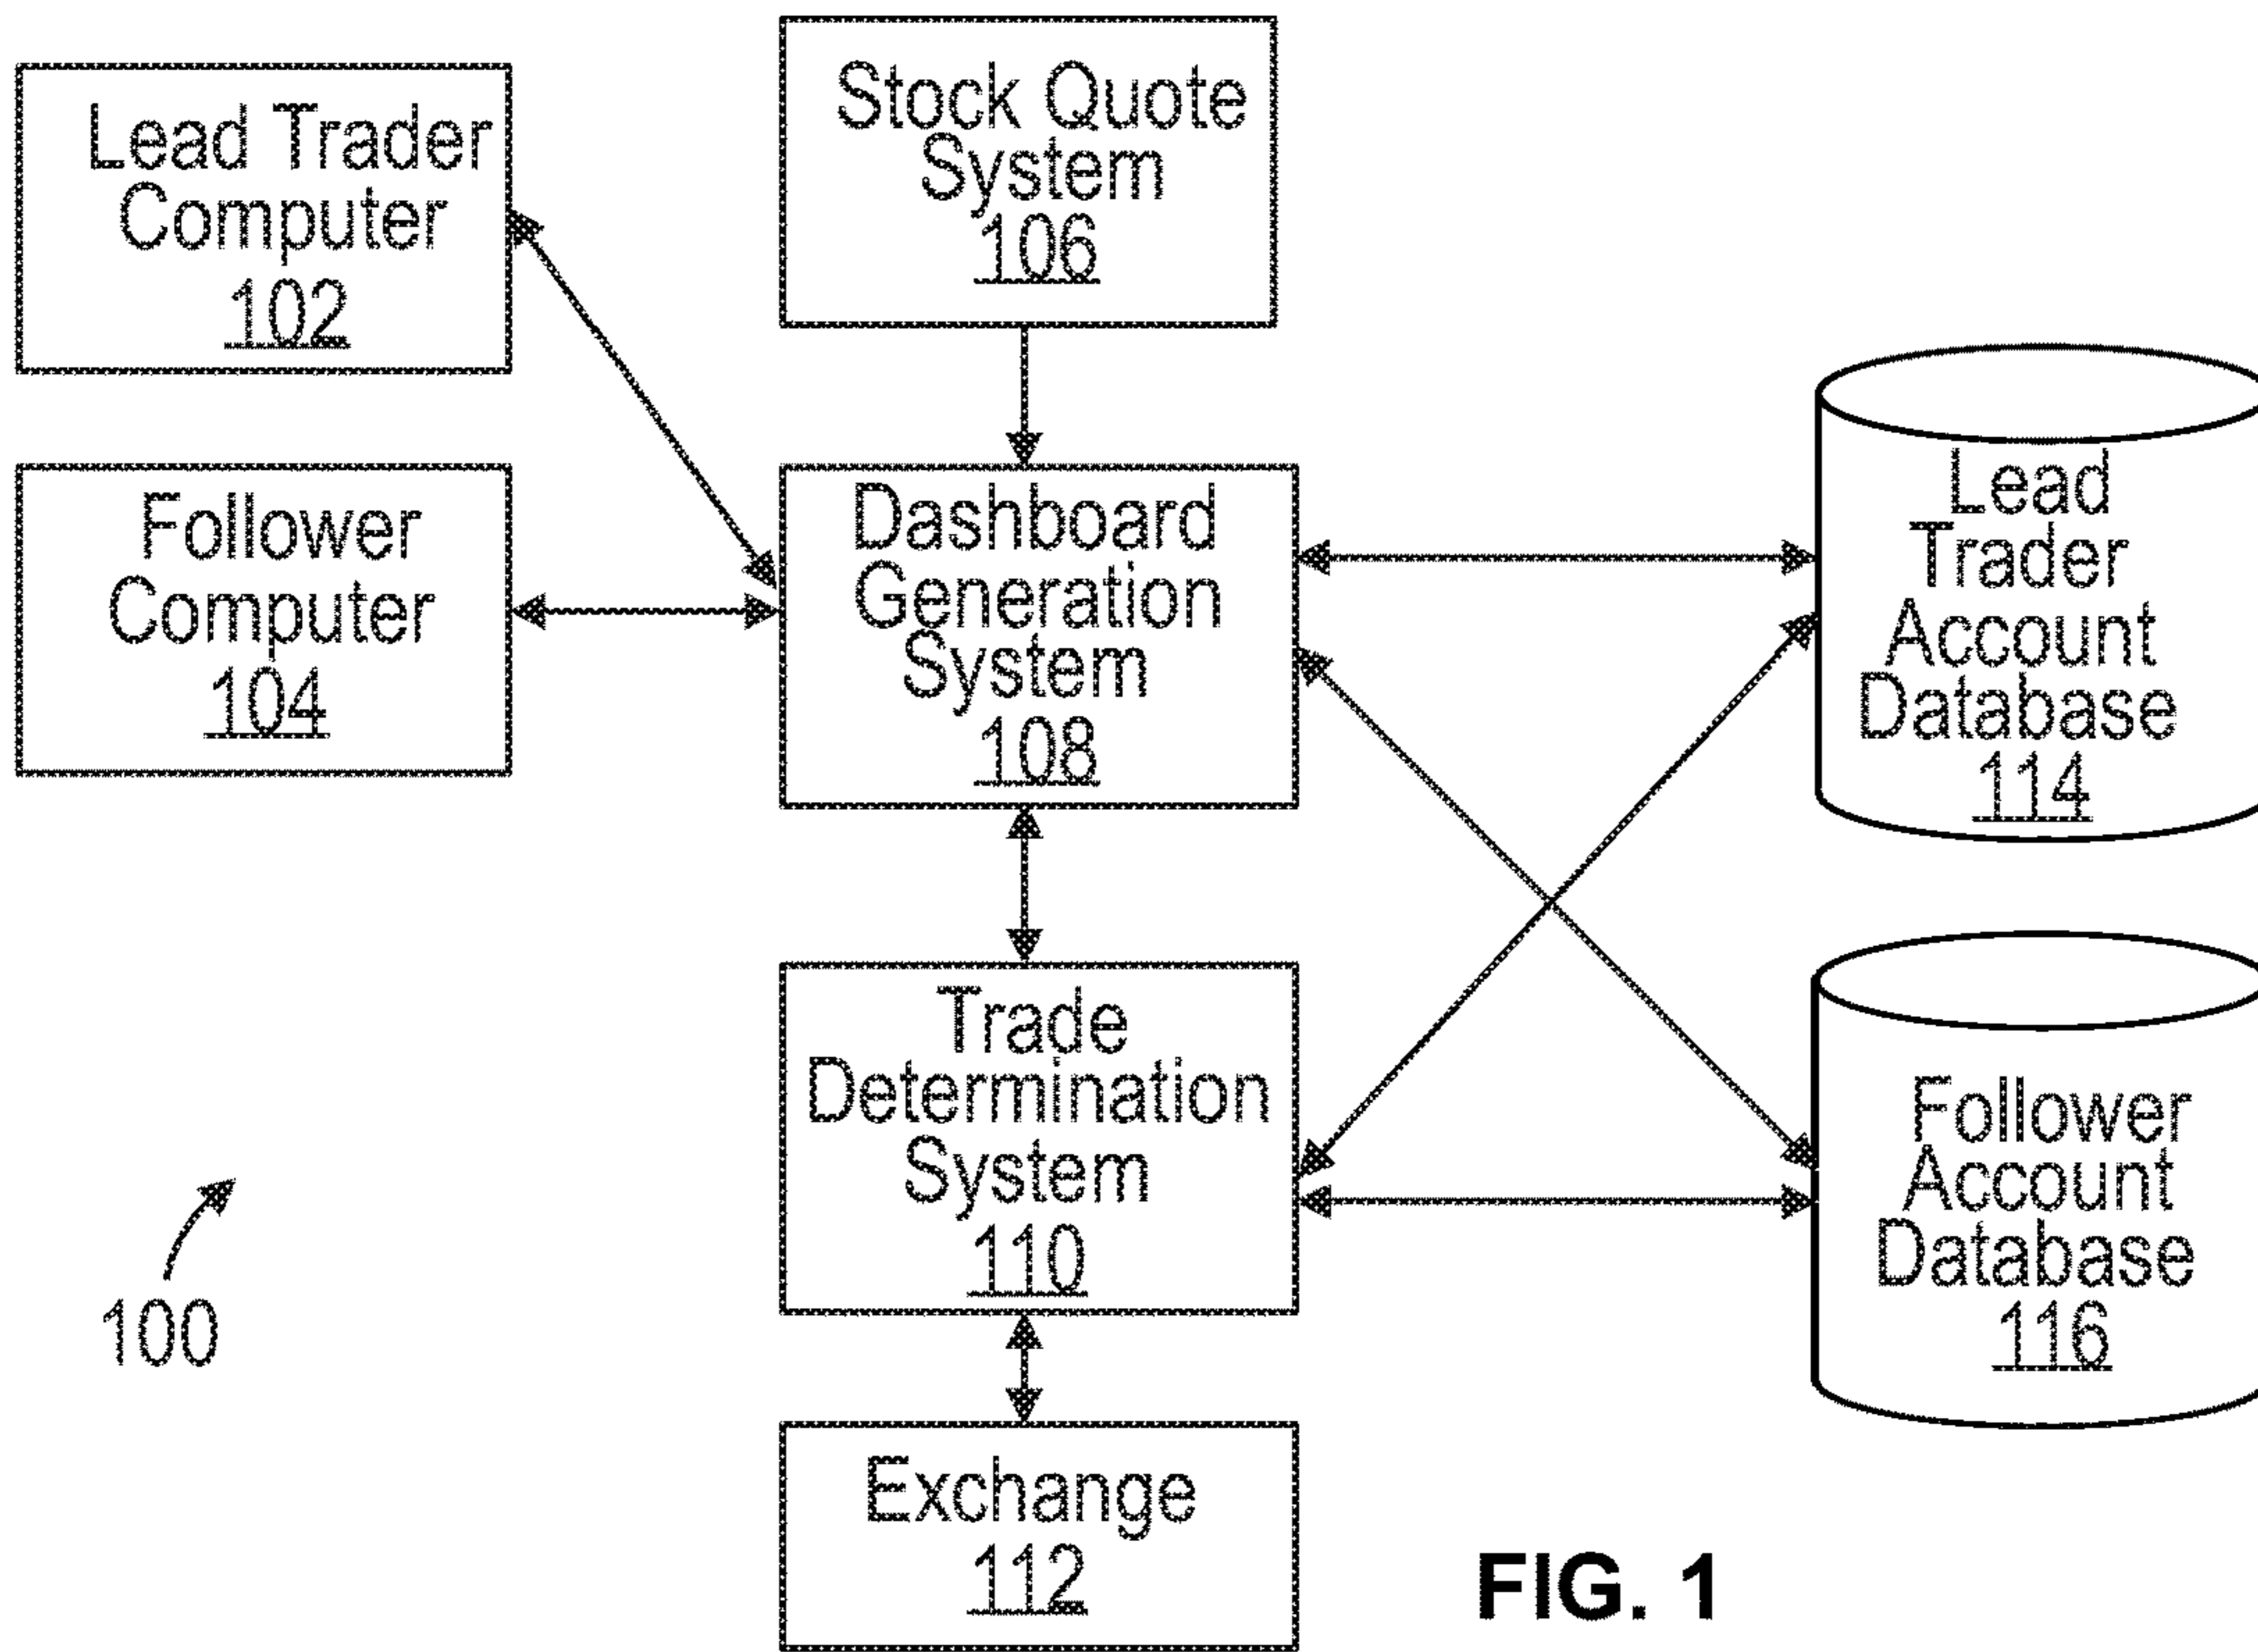 Lead Trader
Computer
102
Stock Quote
System
106
Follower
Computer
104
Dashboard
Generation
System
108
Lead
Trader
Account
Database
114
Trade
Determination
System
110
Follower
Account
Database
116
100
Exchange
112
FIG. 1